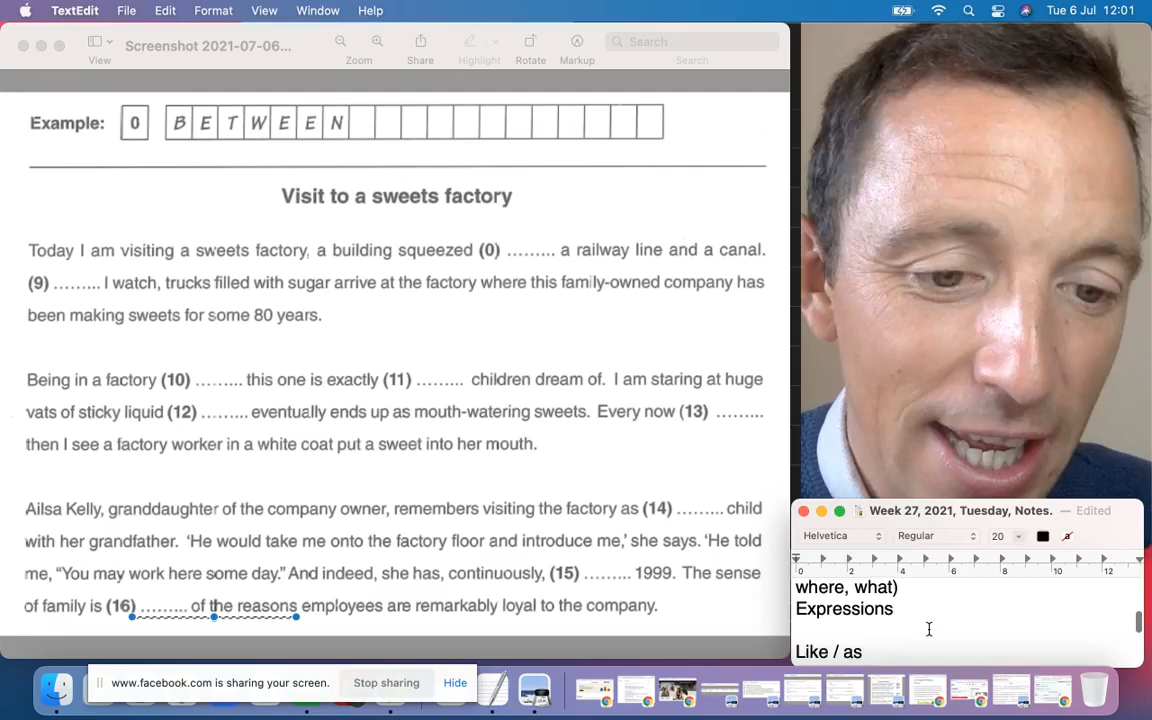 TextEdit File Edit Format View Window Help Tue 6 Jul 12:01
Screenshot 2021-07-06... Search
View Zoom Share Highlight Rotate Markup Search
Example: 0 BETWEEN
Visit to a sweets factory
Today I am visiting a sweets factory, a building squeezed (0) ......... a railway line and a canal.
(9) ......... I watch, trucks filled with sugar arrive at the factory where this family-owned company has
been making sweets for some 80 years.
Being in a factory (10) ......... this one is exactly (11) ......... children dream of. I am staring at huge
vats of sticky liquid (12) ......... eventually ends up as mouth-watering sweets. Every now (13) .........
then I see a factory worker in a white coat put a sweet into her mouth.
Ailsa Kelly, granddaughter of the company owner, remembers visiting the factory as (14) ......... child
with her grandfather. 'He would take me onto the factory floor and introduce me,' she says. 'He told
me, "You may work here some day." And indeed, she has, continuously, (15) ......... 1999. The sense
of family is (16) ......... of the reasons employees are remarkably loyal to the company.
Week 27, 2021, Tuesday, Notes. — Edited
Helvetica Regular 20 a
0 2 4 6 8 10 12
where, what)
Expressions
Like / as
www.facebook.com is sharing your screen. Stop sharing Hide